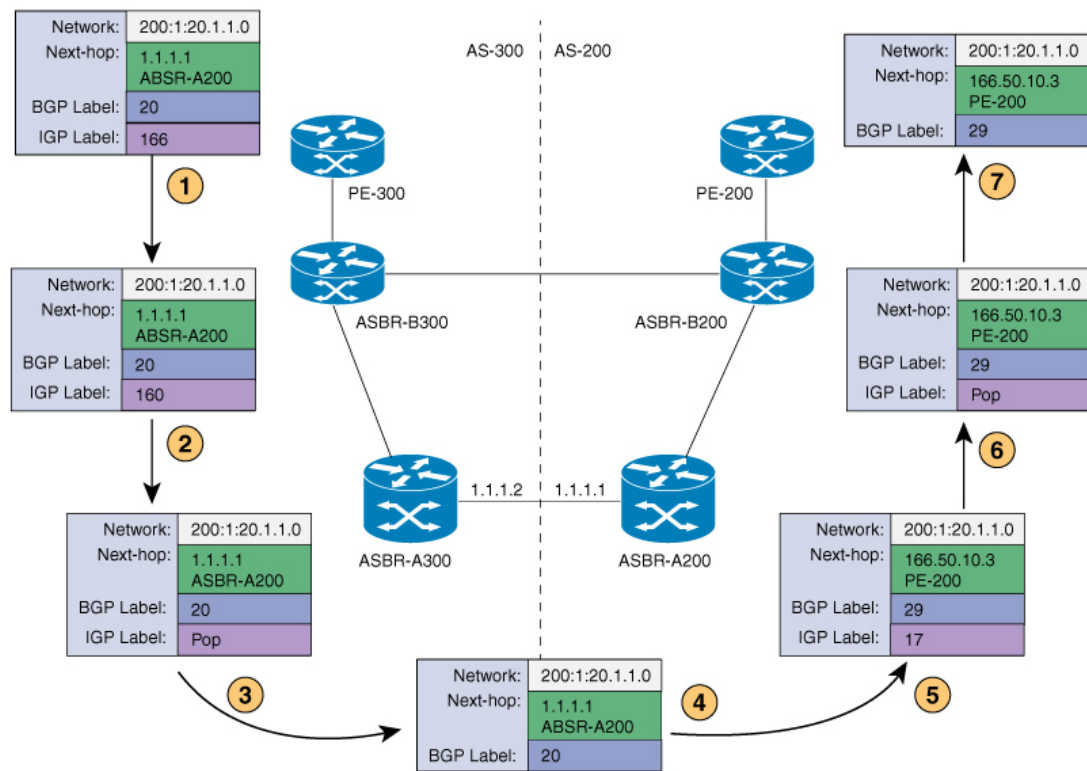 Network: 200:1:20.1.1.0
Next-hop: 1.1.1.1
ABSR-A200
BGP Label: 20
IGP Label: 166
1
Network: 200:1:20.1.1.0
Next-hop: 1.1.1.1
ABSR-A200
BGP Label: 20
IGP Label: 160
2
Network: 200:1:20.1.1.0
Next-hop: 1.1.1.1
ASBR-A200
BGP Label: 20
IGP Label: Pop
3
AS-300
AS-200
PE-300
PE-200
ASBR-B300
ASBR-B200
1.1.1.2
1.1.1.1
ASBR-A300
ASBR-A200
Network: 200:1:20.1.1.0
Next-hop: 1.1.1.1
ABSR-A200
BGP Label: 20
4
5
Network: 200:1:20.1.1.0
Next-hop: 166.50.10.3
PE-200
BGP Label: 29
IGP Label: 17
6
Network: 200:1:20.1.1.0
Next-hop: 166.50.10.3
PE-200
BGP Label: 29
IGP Label: Pop
7
Network: 200:1:20.1.1.0
Next-hop: 166.50.10.3
PE-200
BGP Label: 29